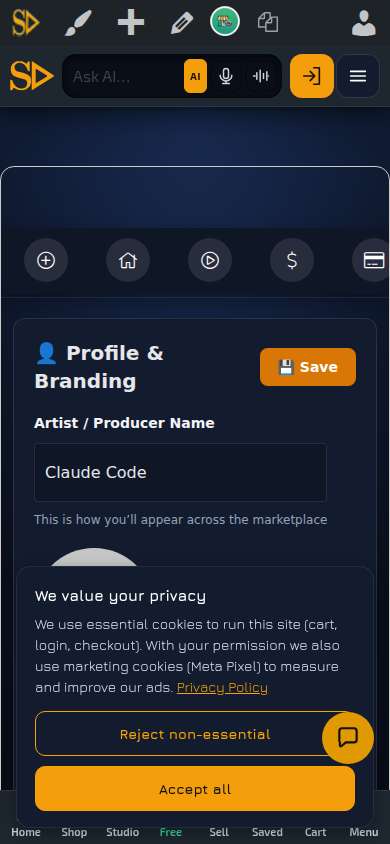 SD
Ask AI...
AI
👤 Profile &
Branding
💾 Save
Artist / Producer Name
Claude Code
This is how you’ll appear across the marketplace
We value your privacy
We use essential cookies to run this site (cart,
login, checkout). With your permission we also
use marketing cookies (Meta Pixel) to measure
and improve our ads. Privacy Policy
Reject non-essential
Accept all
Home Shop Studio Free Sell Saved Cart Menu